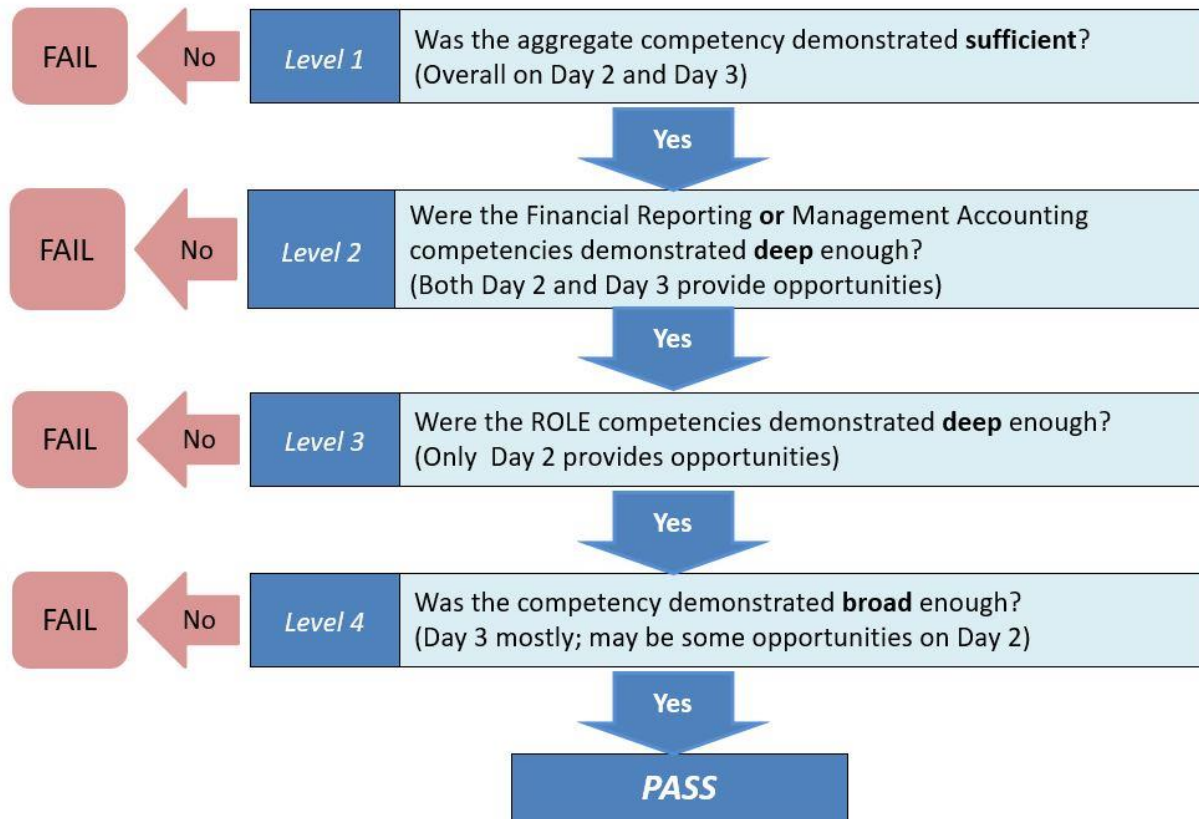 FAIL
No
Level 1
Was the aggregate competency demonstrated sufficient?
(Overall on Day 2 and Day 3)
Yes
FAIL
No
Level 2
Were the Financial Reporting or Management Accounting
competencies demonstrated deep enough?
(Both Day 2 and Day 3 provide opportunities)
Yes
FAIL
No
Level 3
Were the ROLE competencies demonstrated deep enough?
(Only Day 2 provides opportunities)
Yes
FAIL
No
Level 4
Was the competency demonstrated broad enough?
(Day 3 mostly; may be some opportunities on Day 2)
Yes
PASS